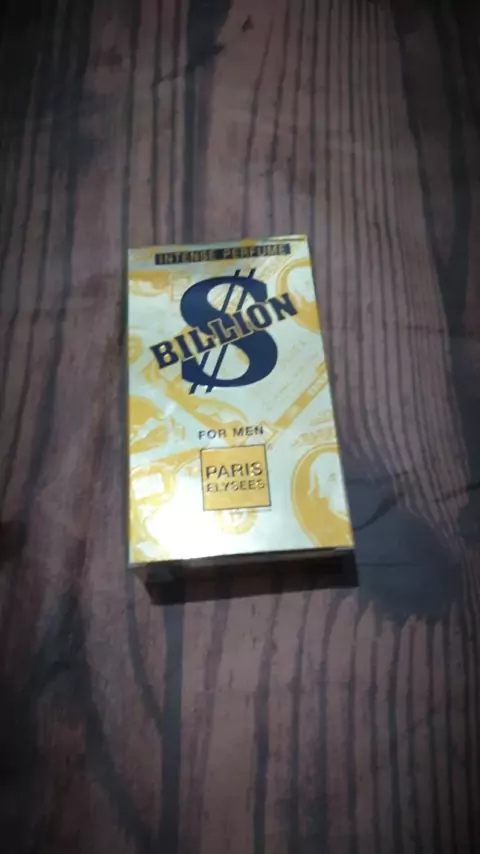 INTENSE PERFUME
$
BILLION
FOR MEN
PARIS
ELYSEES